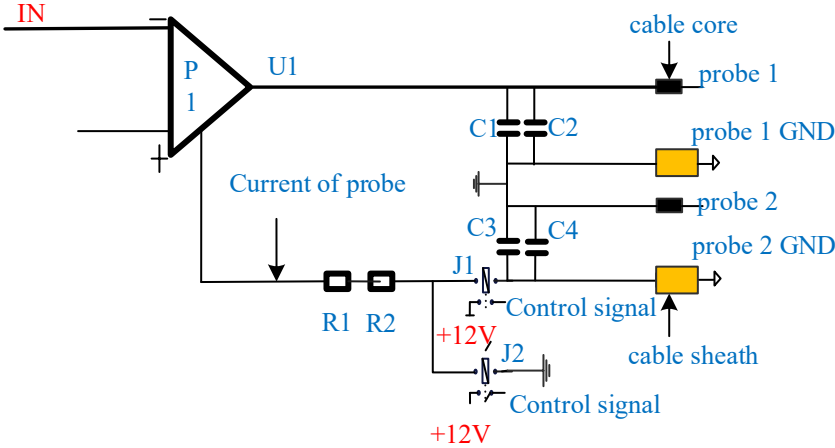 IN
cable core
P
1
U1
probe 1
C1
C2
probe 1 GND
Current of probe
probe 2
C3
C4
probe 2 GND
J1
R1
R2
Control signal
+12V
J2
cable sheath
Control signal
+12V